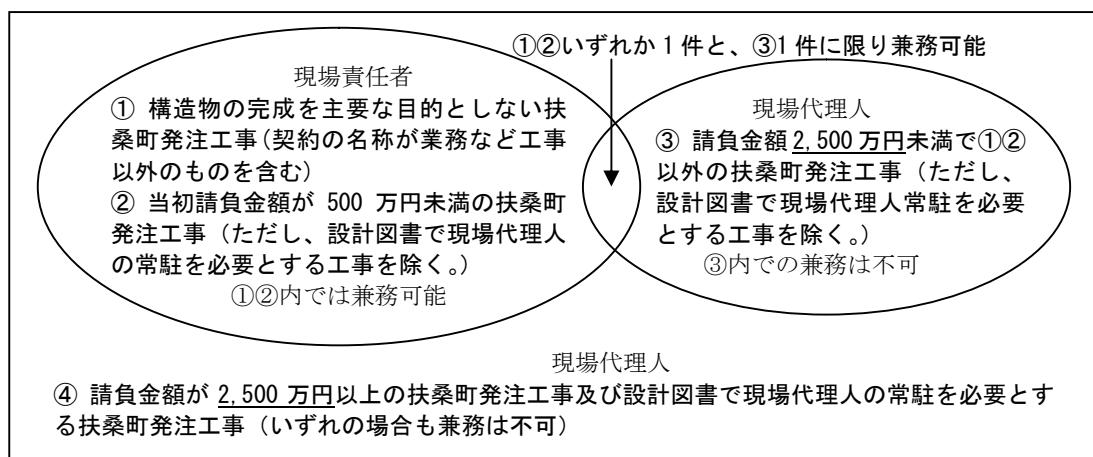 ①②いずれか 1 件と、③1 件に限り兼務可能
現場責任者
① 構造物の完成を主要な目的としない扶
桑町発注工事(契約の名称が業務など工事
以外のものを含む)
② 当初請負金額が 500 万円未満の扶桑町
発注工事（ただし、設計図書で現場代理人
の常駐を必要とする工事を除く。）
①②内では兼務可能
現場代理人
③ 請負金額 2,500 万円未満で①②
以外の扶桑町発注工事（ただし、
設計図書で現場代理人常駐を必要
とする工事を除く。）
③内での兼務は不可
現場代理人
④ 請負金額が 2,500 万円以上の扶桑町発注工事及び設計図書で現場代理人の常駐を必要とす
る扶桑町発注工事（いずれの場合も兼務は不可）